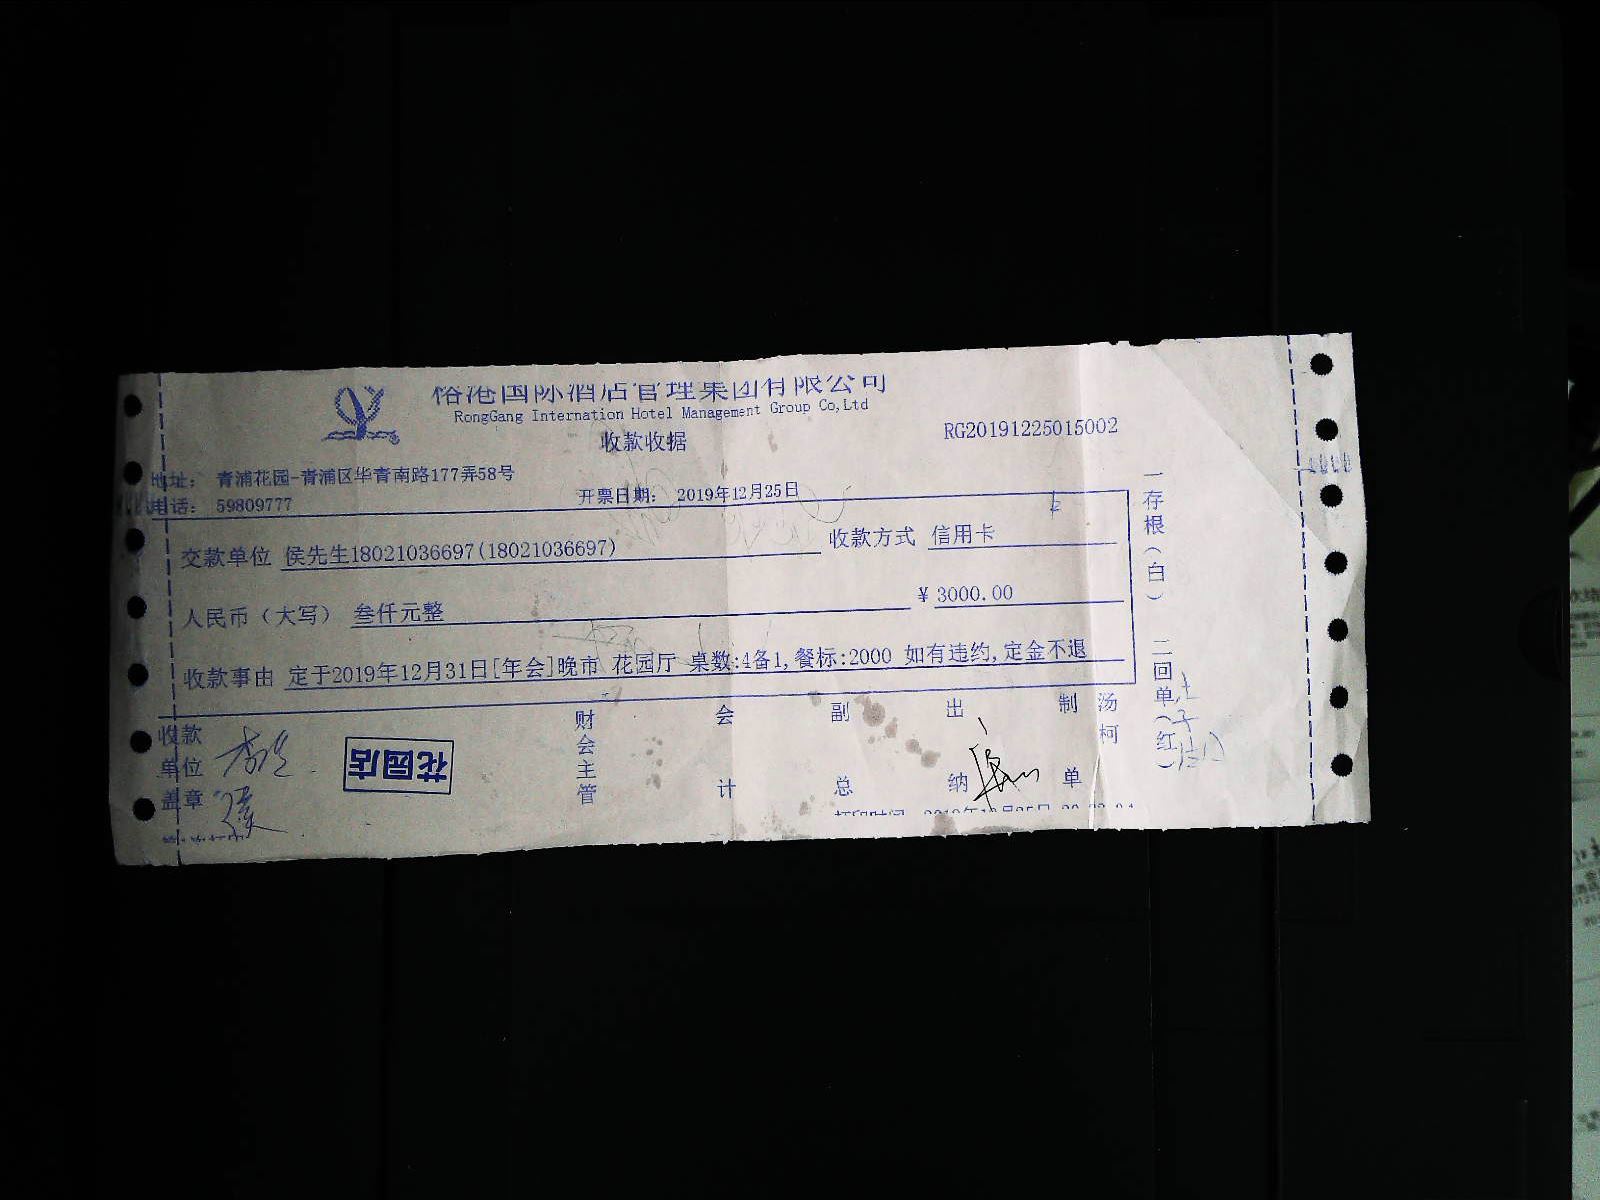 榕港国际酒店管理集团有限公司
RongGang Internation Hotel Management Group Co,Ltd
收款收据
RG20191225015002
地址： 青浦花园-青浦区华青南路177弄58号
电话： 59809777
开票日期： 2019年12月25日
交款单位 侯先生18021036697(18021036697)
收款方式 信用卡
人民币（大写） 叁仟元整
¥ 3000.00
收款事由 定于2019年12月31日[年会]晚市 花园厅 桌数:4备1,餐标:2000 如有违约,定金不退
一存根（白） 二回单（红）
收款单位盖章
花园店
财会主管
会计
副总
出纳
制单
汤柯
打印时间